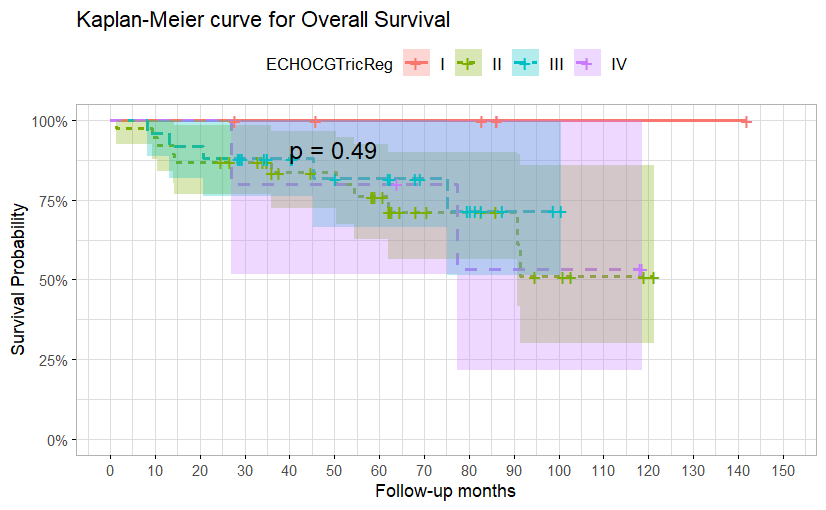 Kaplan-Meier curve for Overall Survival
ECHOCGTricReg I II III IV
100%
75%
50%
25%
0%
Survival Probability
p = 0.49
0 10 20 30 40 50 60 70 80 90 100 110 120 130 140 150
Follow-up months